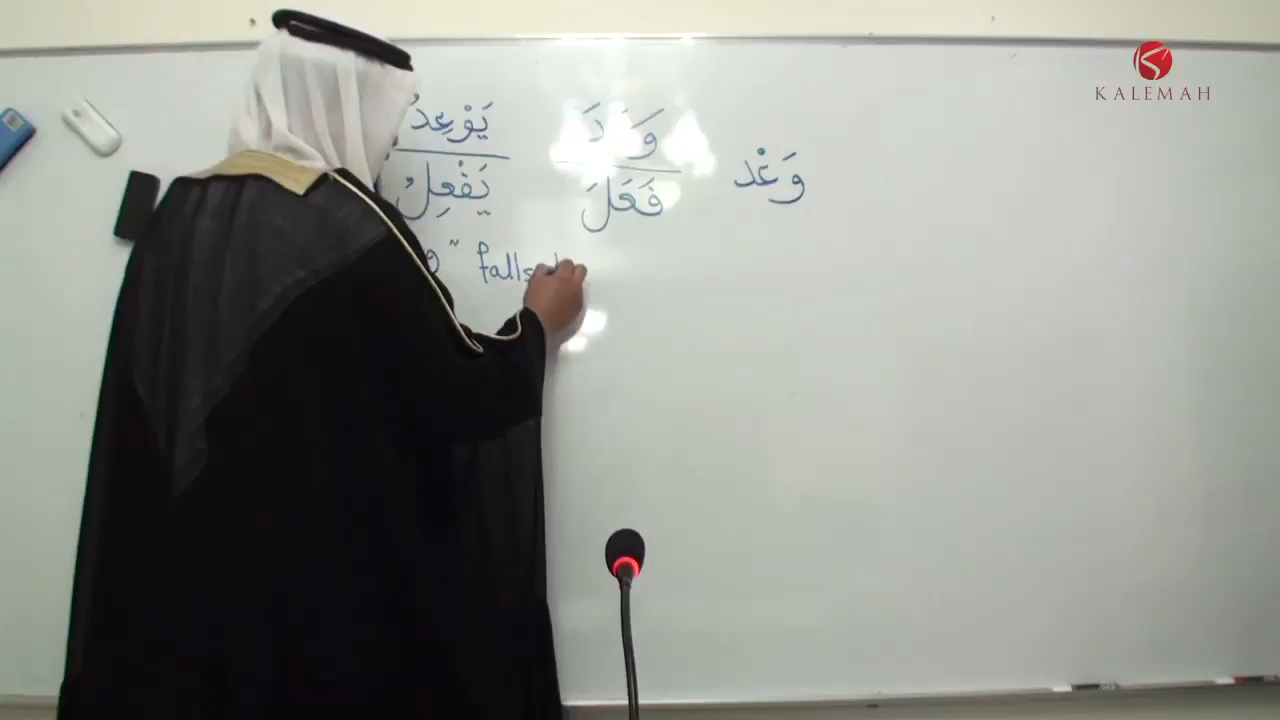 KALEMAH
وَعْد وَعَدَ يَوْعِدُ
فَعَلَ يَفْعِلُ
و" falls